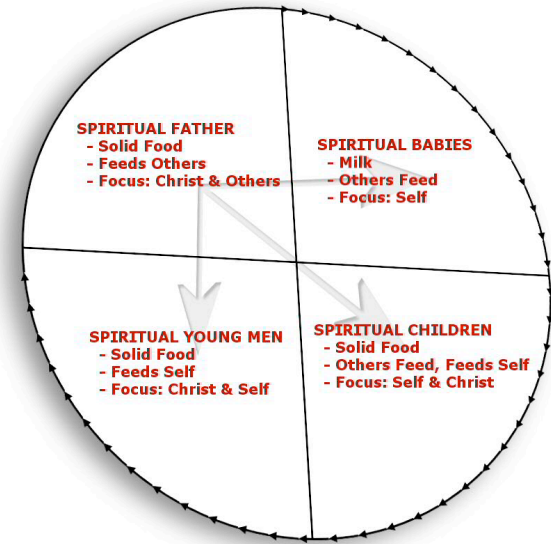 SPIRITUAL FATHER
- Solid Food
- Feeds Others
- Focus: Christ & Others
SPIRITUAL BABIES
- Milk
- Others Feed
- Focus: Self
SPIRITUAL YOUNG MEN
- Solid Food
- Feeds Self
- Focus: Christ & Self
SPIRITUAL CHILDREN
- Solid Food
- Others Feed, Feeds Self
- Focus: Self & Christ